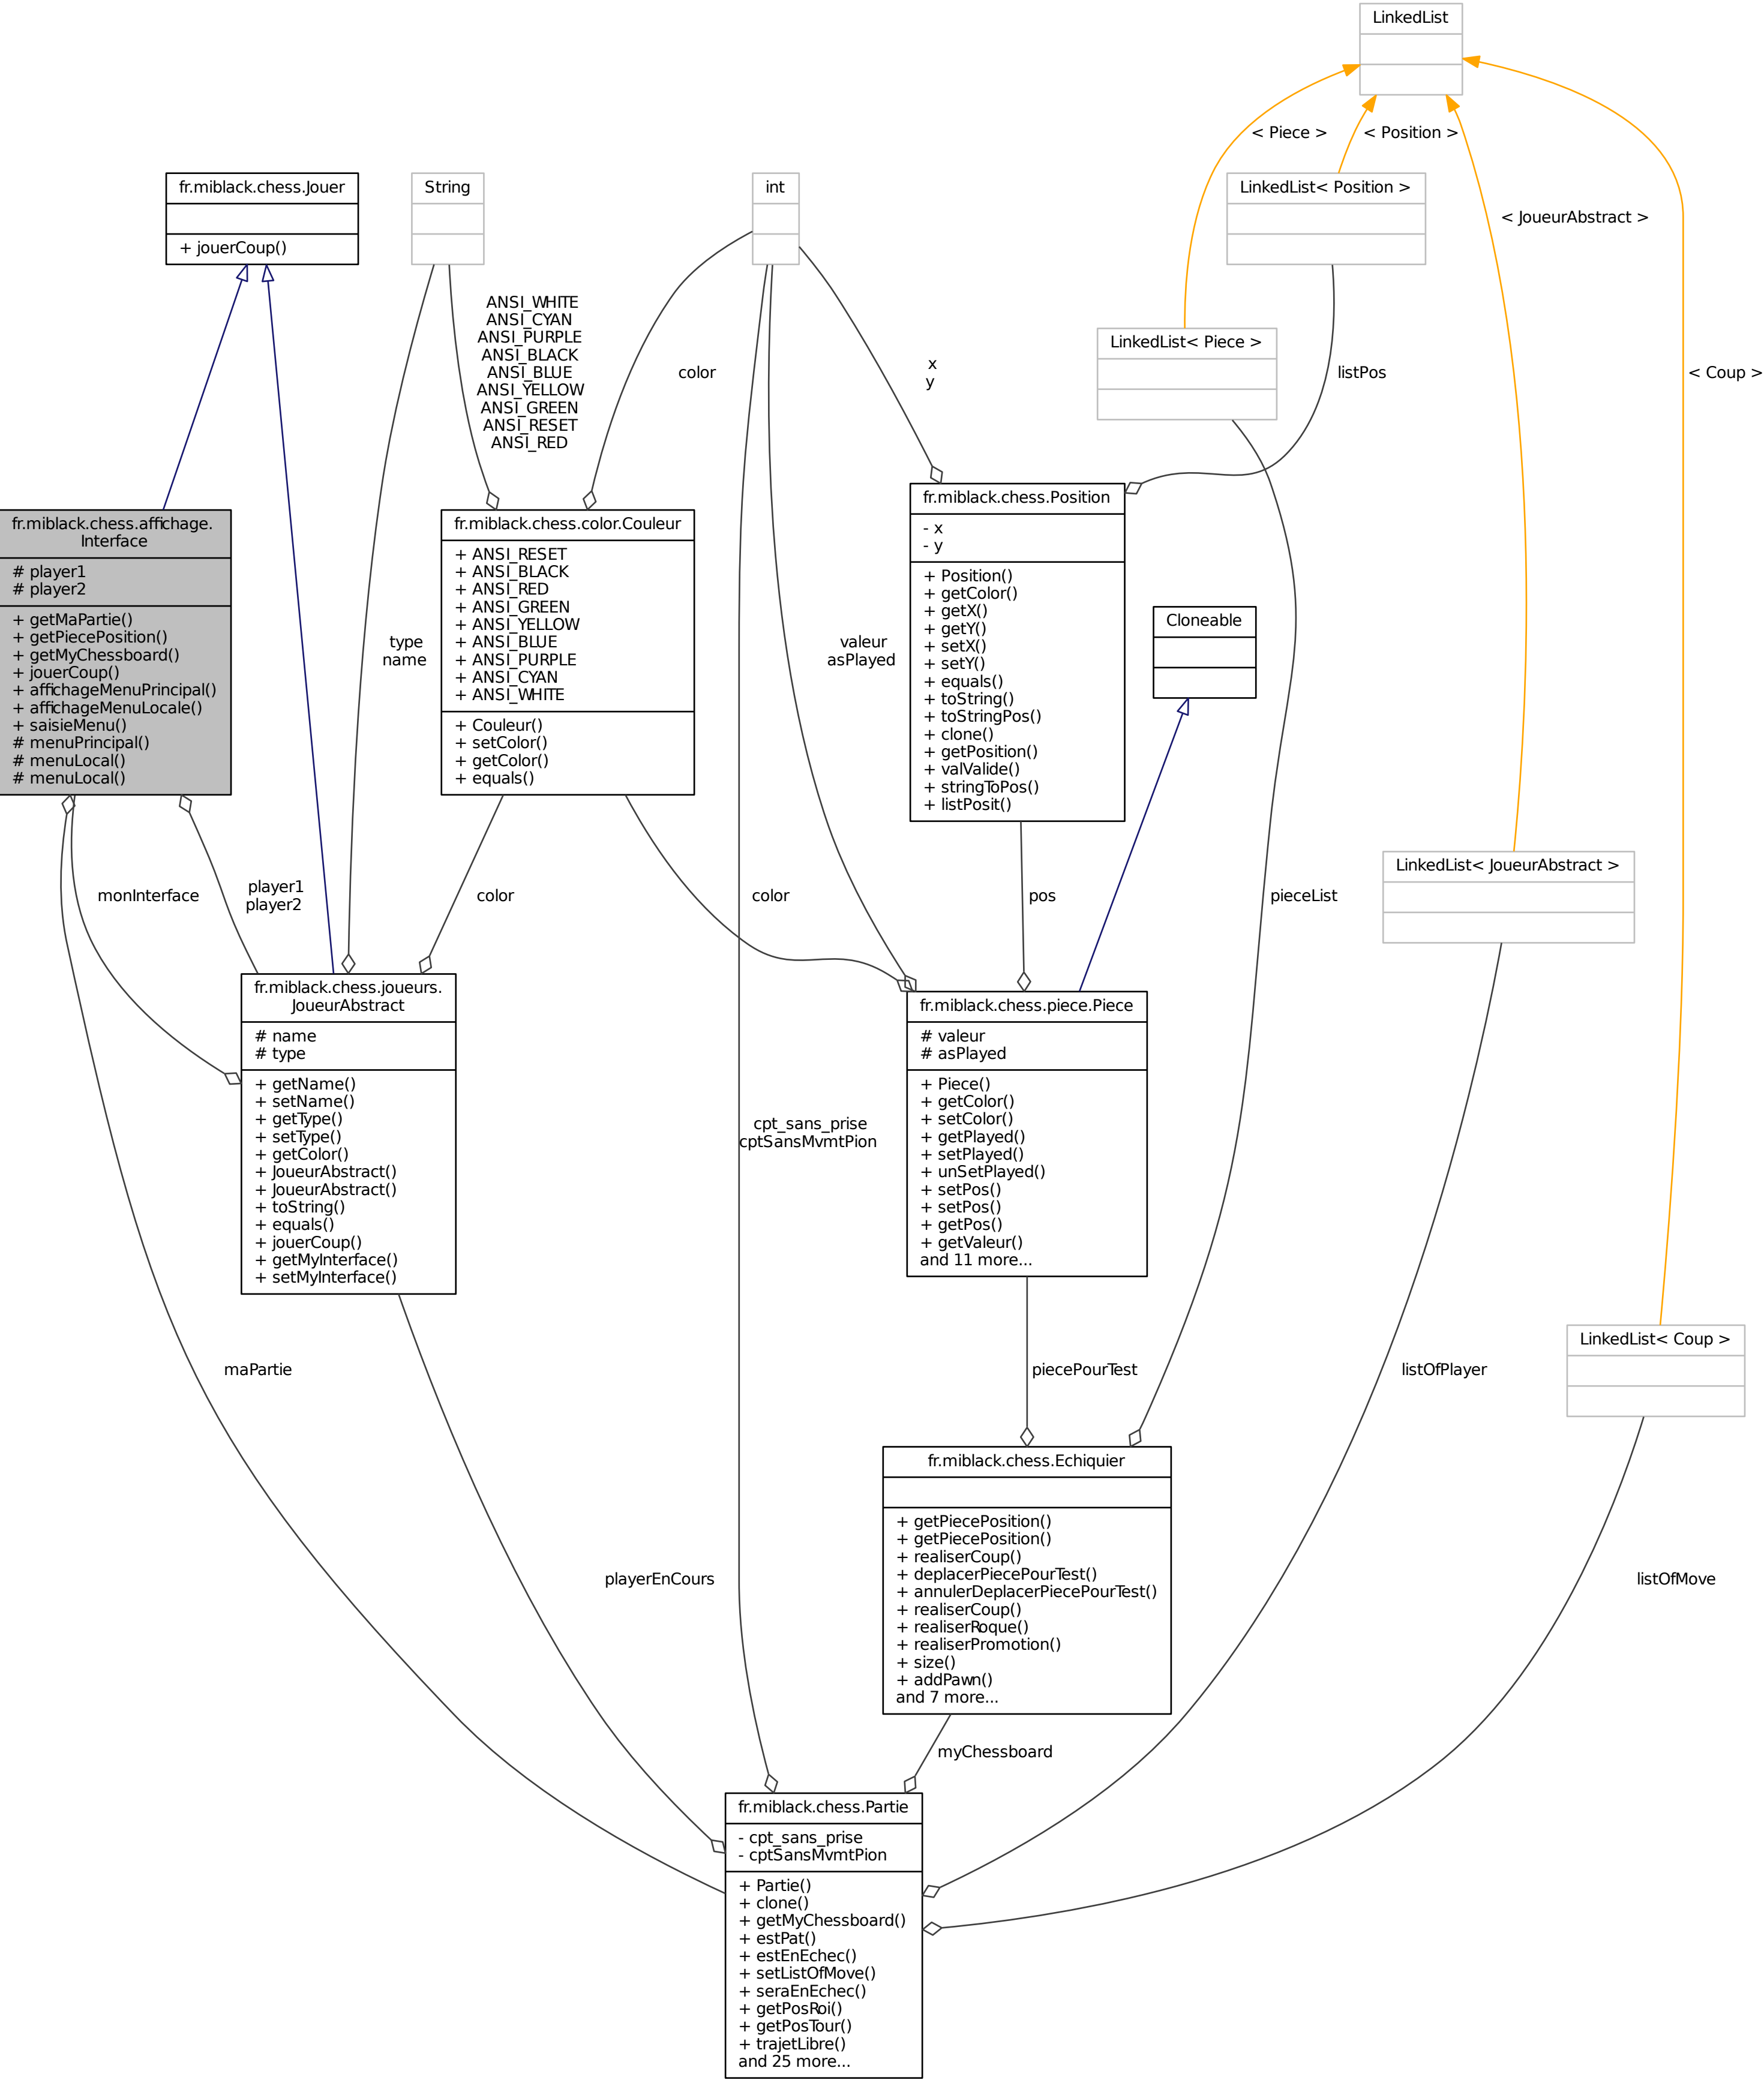 LinkedList
< Piece >
< Position >
fr.miblack.chess.Jouer
+ jouerCoup()
String
int
LinkedList< Position >
< JoueurAbstract >
ANSI_WHITE
ANSI_CYAN
ANSI_PURPLE
ANSI_BLACK
ANSI_BLUE
ANSI_YELLOW
ANSI_GREEN
ANSI_RESET
ANSI_RED
color
x
y
LinkedList< Piece >
listPos
< Coup >
fr.miblack.chess.affichage.
Interface
# player1
# player2
+ getMaPartie()
+ getPiecePosition()
+ getMyChessboard()
+ jouerCoup()
+ affichageMenuPrincipal()
+ affichageMenuLocale()
+ saisieMenu()
# menuPrincipal()
# menuLocal()
# menuLocal()
type
name
fr.miblack.chess.color.Couleur
+ ANSI_RESET
+ ANSI_BLACK
+ ANSI_RED
+ ANSI_GREEN
+ ANSI_YELLOW
+ ANSI_BLUE
+ ANSI_PURPLE
+ ANSI_CYAN
+ ANSI_WHITE
+ Couleur()
+ setColor()
+ getColor()
+ equals()
valeur
asPlayed
fr.miblack.chess.Position
- x
- y
+ Position()
+ getColor()
+ getX()
+ getY()
+ setX()
+ setY()
+ equals()
+ toString()
+ toStringPos()
+ clone()
+ getPosition()
+ valValide()
+ stringToPos()
+ listPosit()
Cloneable
monInterface
player1
player2
color
color
pos
pieceList
LinkedList< JoueurAbstract >
fr.miblack.chess.joueurs.
JoueurAbstract
# name
# type
+ getName()
+ setName()
+ getType()
+ setType()
+ getColor()
+ JoueurAbstract()
+ JoueurAbstract()
+ toString()
+ equals()
+ jouerCoup()
+ getMyInterface()
+ setMyInterface()
cpt_sans_prise
cptSansMvmtPion
fr.miblack.chess.piece.Piece
# valeur
# asPlayed
+ Piece()
+ getColor()
+ setColor()
+ getPlayed()
+ setPlayed()
+ unSetPlayed()
+ setPos()
+ setPos()
+ getPos()
+ getValeur()
and 11 more...
maPartie
piecePourTest
listOfPlayer
LinkedList< Coup >
playerEnCours
fr.miblack.chess.Echiquier
+ getPiecePosition()
+ getPiecePosition()
+ realiserCoup()
+ deplacerPiecePourTest()
+ annulerDeplacerPiecePourTest()
+ realiserCoup()
+ realiserRoque()
+ realiserPromotion()
+ size()
+ addPawn()
and 7 more...
listOfMove
myChessboard
fr.miblack.chess.Partie
- cpt_sans_prise
- cptSansMvmtPion
+ Partie()
+ clone()
+ getMyChessboard()
+ estPat()
+ estEnEchec()
+ setListOfMove()
+ seraEnEchec()
+ getPosRoi()
+ getPosTour()
+ trajetLibre()
and 25 more...